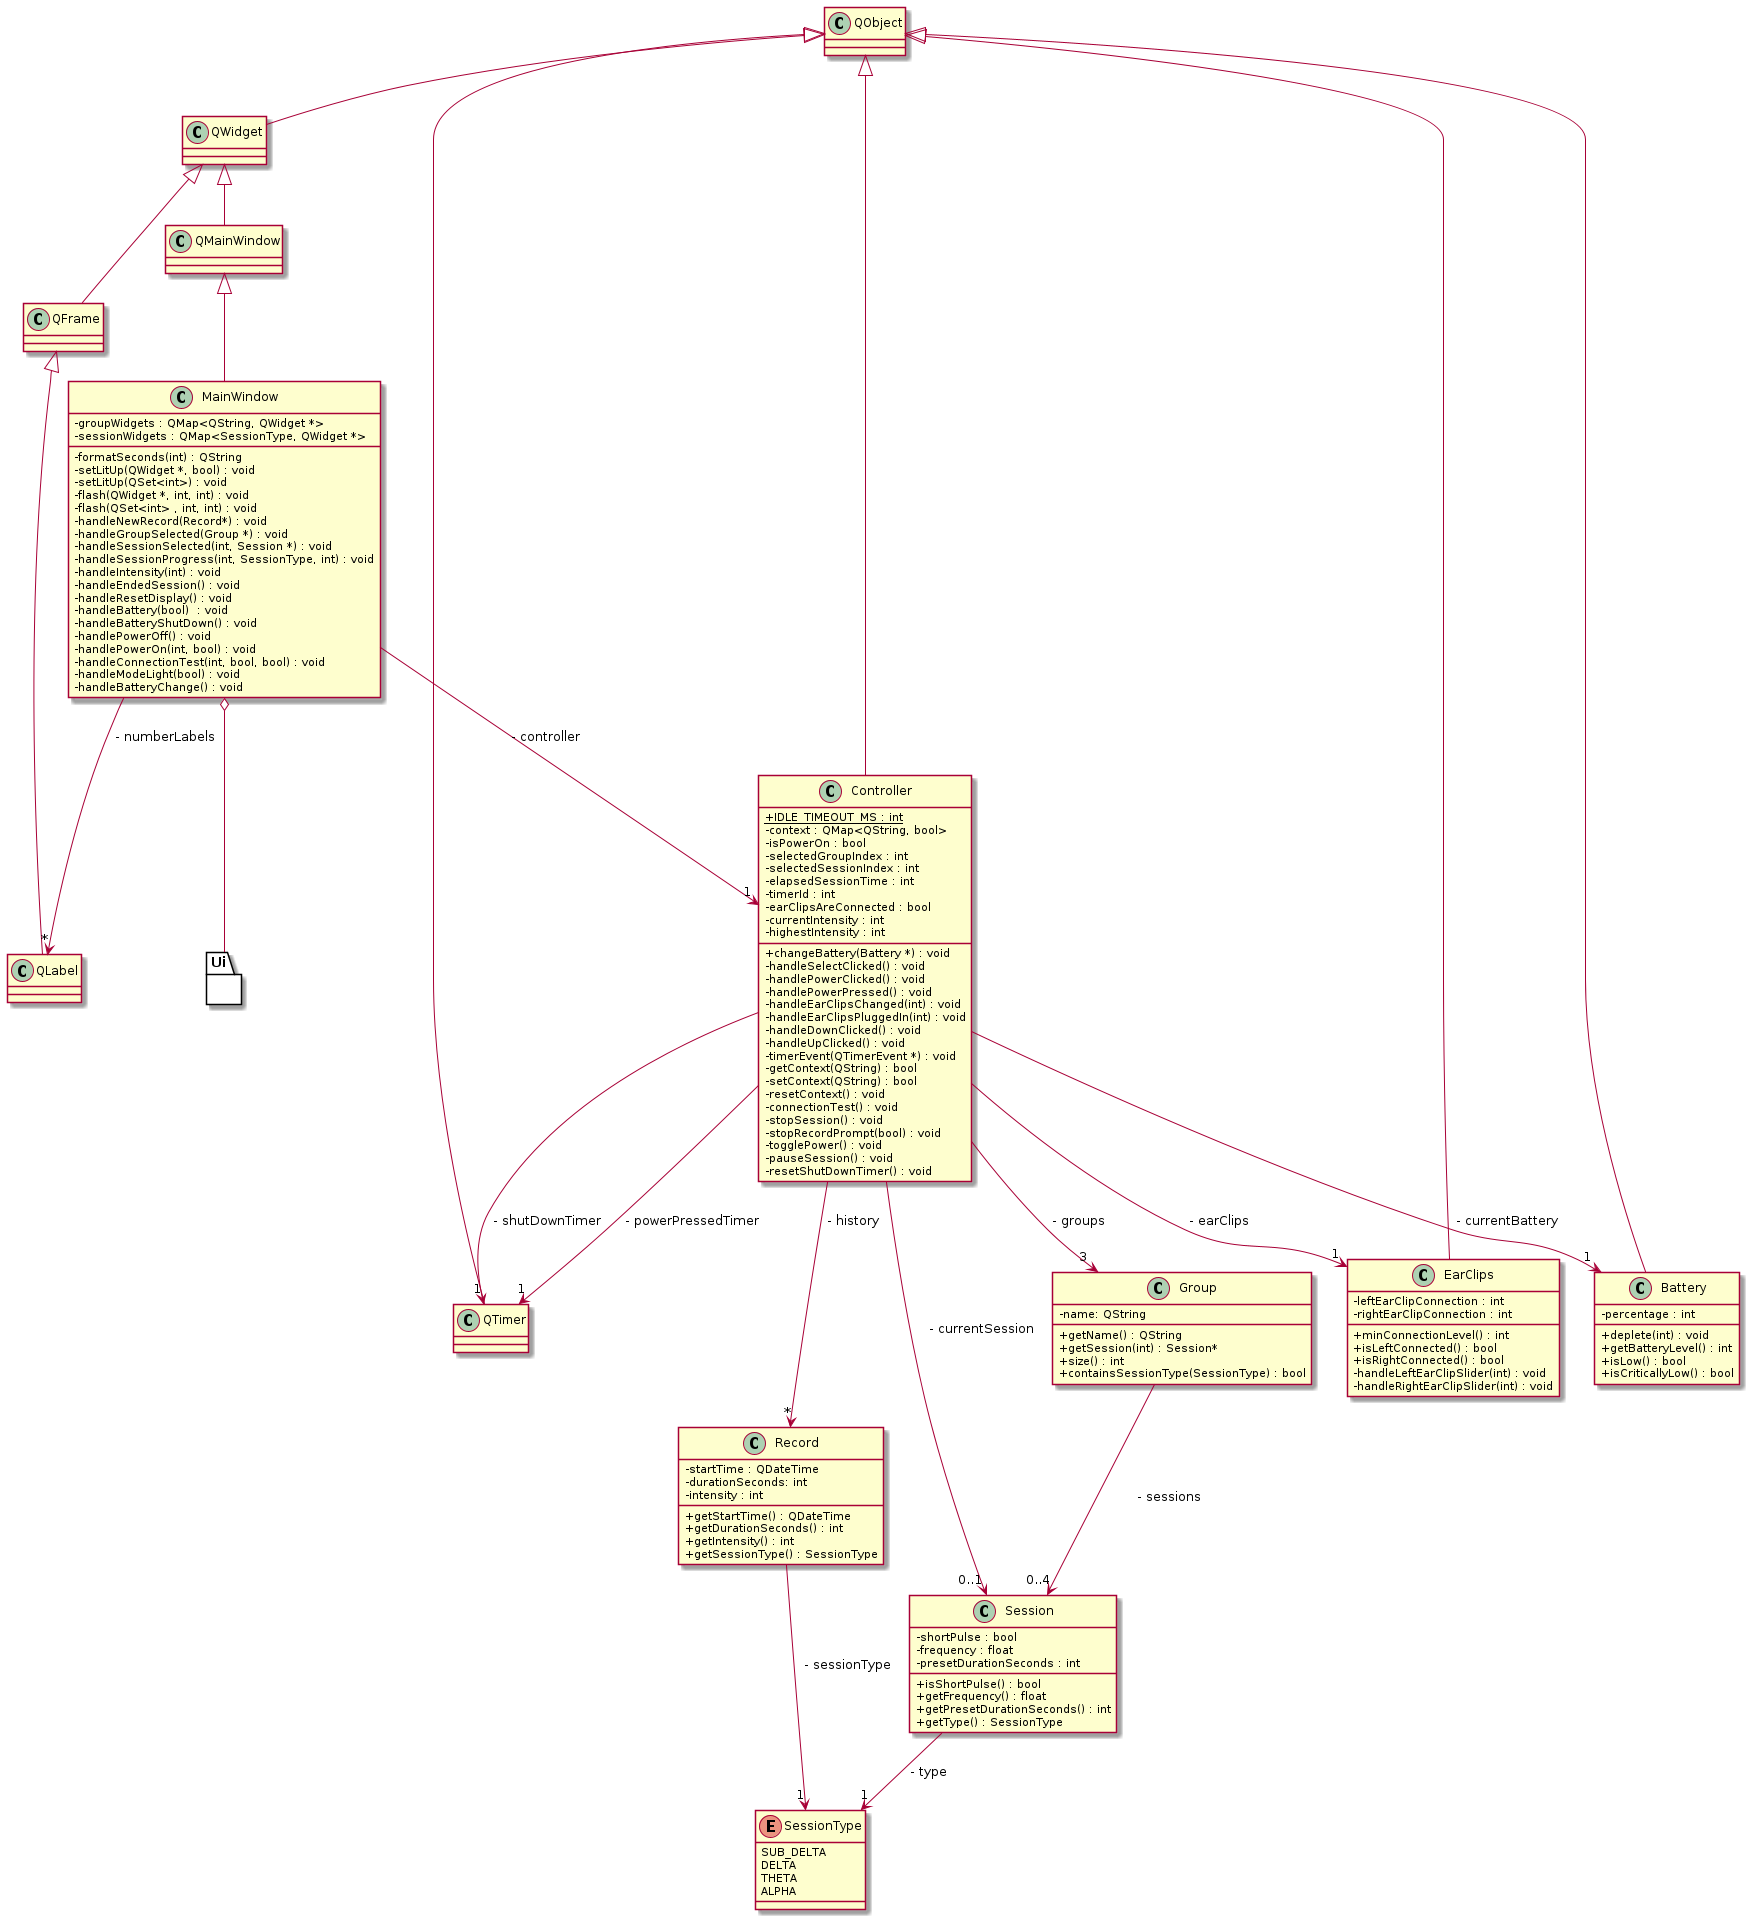 C QObject
C QWidget
C QMainWindow
C QFrame
C MainWindow
-groupWidgets : QMap<QString, QWidget *>
-sessionWidgets : QMap<SessionType, QWidget *>
-formatSeconds(int) : QString
-setLitUp(QWidget *, bool) : void
-setLitUp(QSet<int>) : void
-flash(QWidget *, int, int) : void
-flash(QSet<int> , int, int) : void
-handleNewRecord(Record*) : void
-handleGroupSelected(Group *) : void
-handleSessionSelected(int, Session *) : void
-handleSessionProgress(int, SessionType, int) : void
-handleIntensity(int) : void
-handleEndedSession() : void
-handleResetDisplay() : void
-handleBattery(bool)  : void
-handleBatteryShutDown() : void
-handlePowerOff() : void
-handlePowerOn(int, bool) : void
-handleConnectionTest(int, bool, bool) : void
-handleModeLight(bool) : void
-handleBatteryChange() : void
- numberLabels
- controller
C Controller
+IDLE_TIMEOUT_MS : int
-context : QMap<QString, bool>
-isPowerOn : bool
-selectedGroupIndex : int
-selectedSessionIndex : int
-elapsedSessionTime : int
-timerId : int
-earClipsAreConnected : bool
-currentIntensity : int
-highestIntensity : int
+changeBattery(Battery *) : void
-handleSelectClicked() : void
-handlePowerClicked() : void
-handlePowerPressed() : void
-handleEarClipsChanged(int) : void
-handleEarClipsPluggedIn(int) : void
-handleDownClicked() : void
-handleUpClicked() : void
-timerEvent(QTimerEvent *) : void
-getContext(QString) : bool
-setContext(QString) : bool
-resetContext() : void
-connectionTest() : void
-stopSession() : void
-stopRecordPrompt(bool) : void
-togglePower() : void
-pauseSession() : void
-resetShutDownTimer() : void
1
*
C QLabel
Ui
- shutDownTimer
- powerPressedTimer
- history
- groups
- earClips
- currentBattery
1
1
3
1
1
C QTimer
C Group
-name: QString
+getName() : QString
+getSession(int) : Session*
+size() : int
+containsSessionType(SessionType) : bool
C EarClips
-leftEarClipConnection : int
-rightEarClipConnection : int
+minConnectionLevel() : int
+isLeftConnected() : bool
+isRightConnected() : bool
-handleLeftEarClipSlider(int) : void
-handleRightEarClipSlider(int) : void
C Battery
-percentage : int
+deplete(int) : void
+getBatteryLevel() : int
+isLow() : bool
+isCriticallyLow() : bool
- currentSession
*
C Record
-startTime : QDateTime
-durationSeconds: int
-intensity : int
+getStartTime() : QDateTime
+getDurationSeconds() : int
+getIntensity() : int
+getSessionType() : SessionType
- sessions
0..1
0..4
C Session
-shortPulse : bool
-frequency : float
-presetDurationSeconds : int
+isShortPulse() : bool
+getFrequency() : float
+getPresetDurationSeconds() : int
+getType() : SessionType
- sessionType
- type
1
1
E SessionType
SUB_DELTA
DELTA
THETA
ALPHA